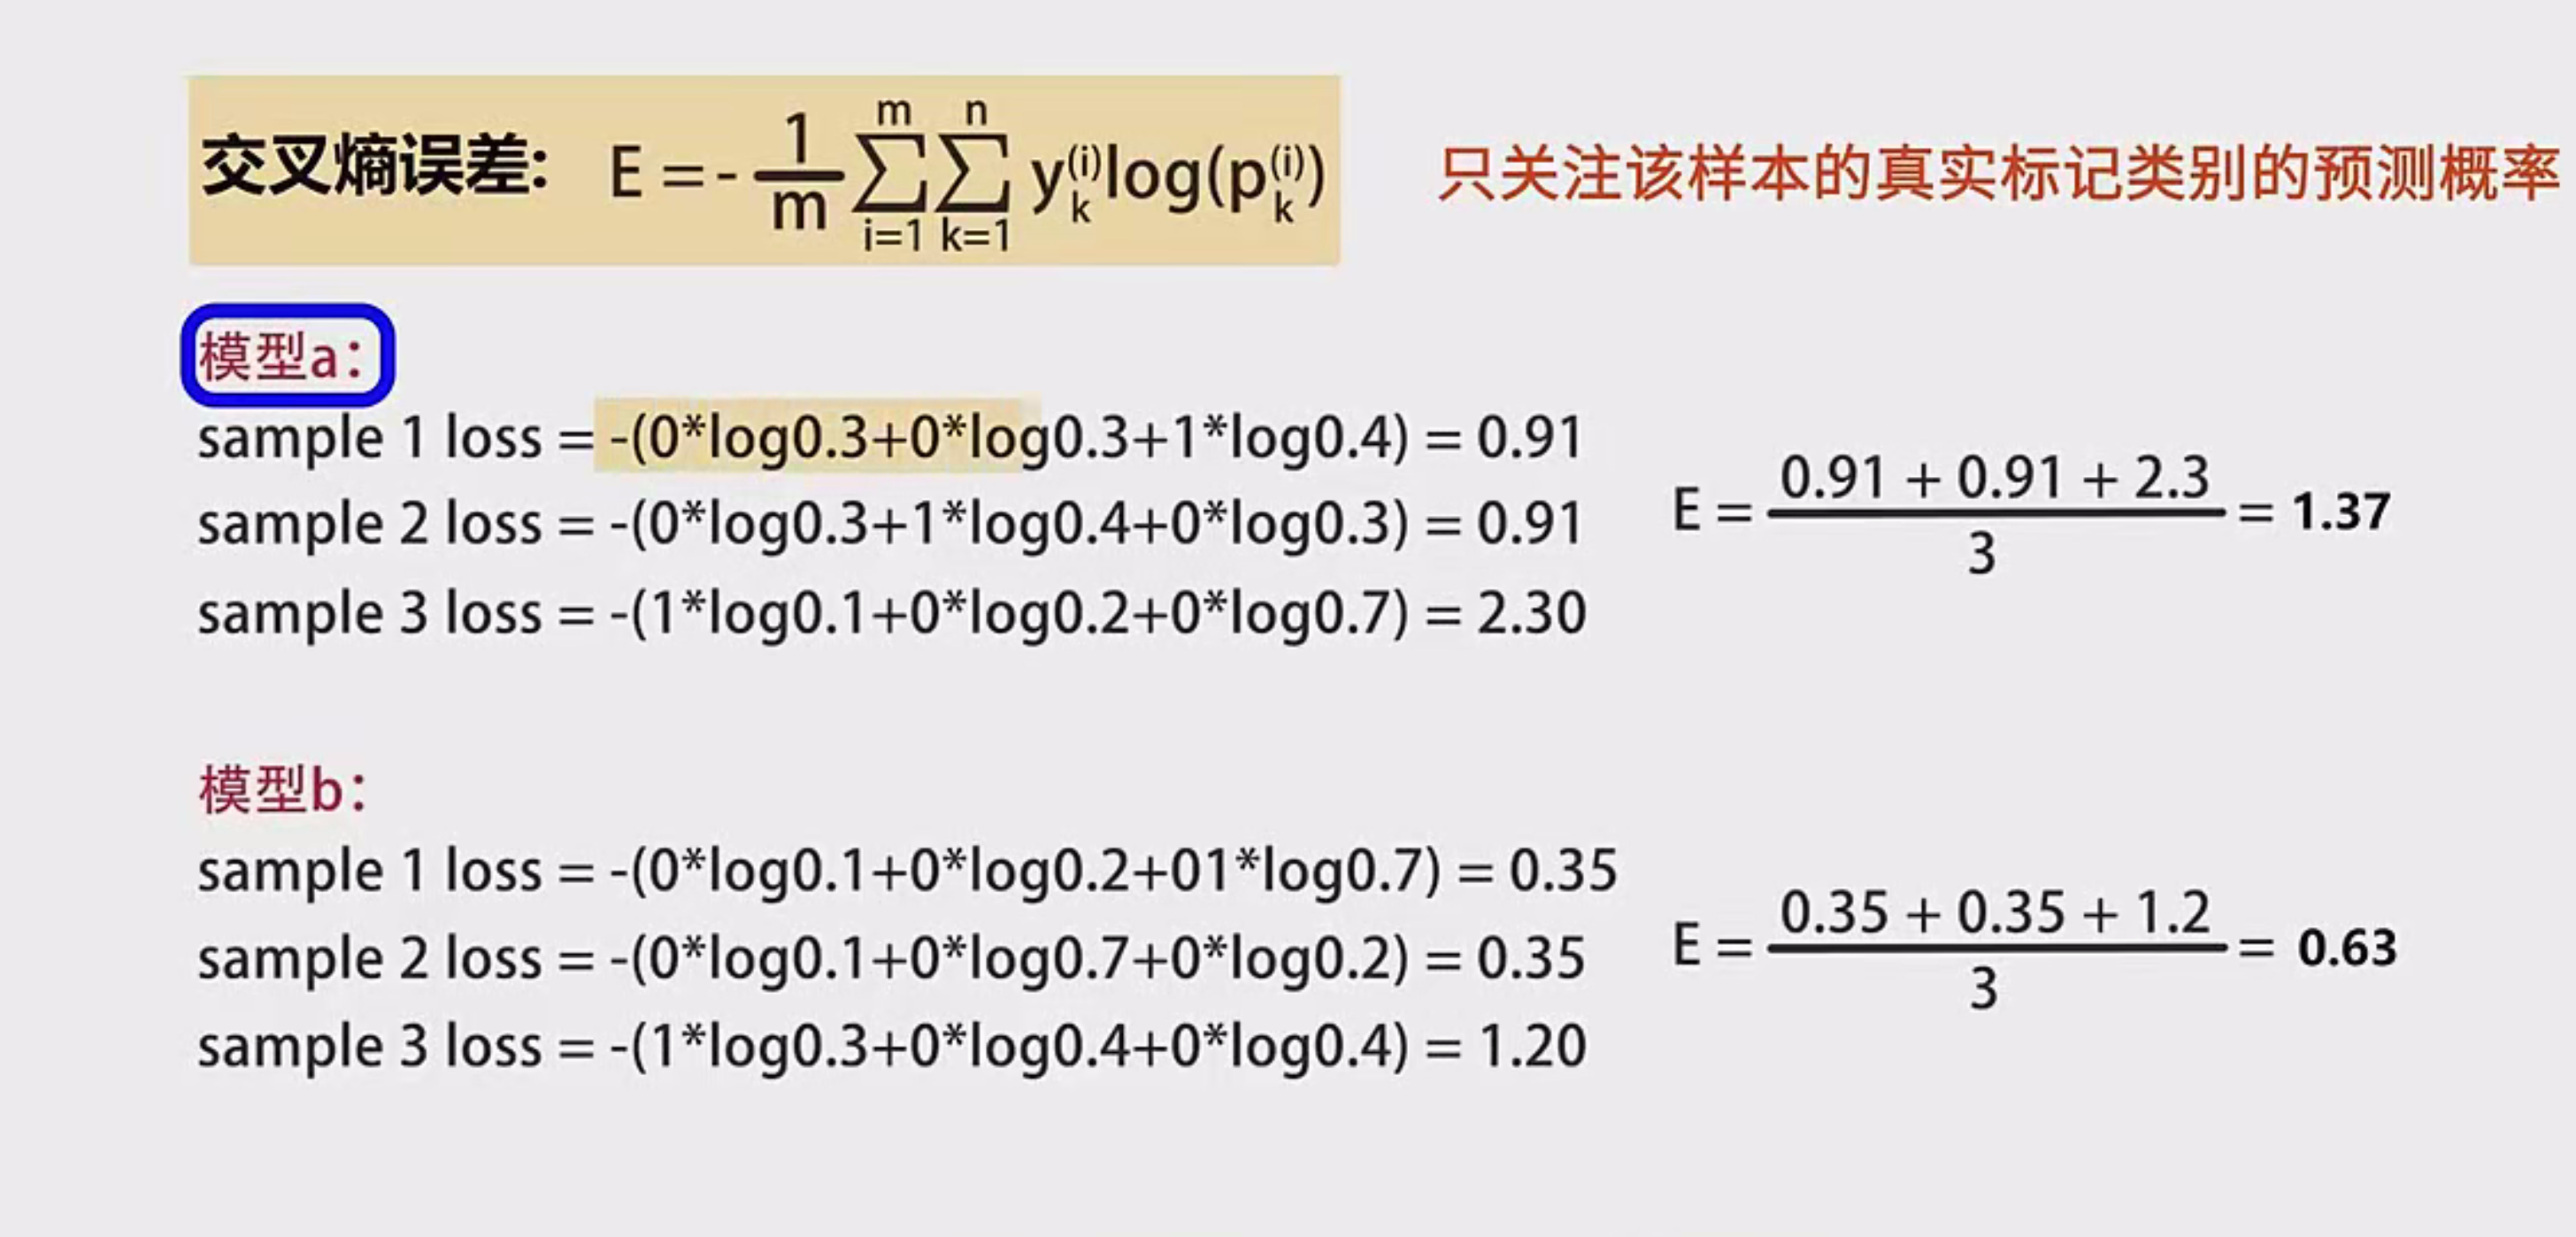 交叉熵误差: E = - 1/m ∑_{i=1}^{m} ∑_{k=1}^{n} y_k^{(i)} log(p_k^{(i)})
只关注该样本的真实标记类别的预测概率
模型a：
sample 1 loss = -(0*log0.3+0*log0.3+1*log0.4) = 0.91
sample 2 loss = -(0*log0.3+1*log0.4+0*log0.3) = 0.91
sample 3 loss = -(1*log0.1+0*log0.2+0*log0.7) = 2.30
E = (0.91 + 0.91 + 2.3)/3 = 1.37
模型b：
sample 1 loss = -(0*log0.1+0*log0.2+01*log0.7) = 0.35
sample 2 loss = -(0*log0.1+0*log0.7+0*log0.2) = 0.35
sample 3 loss = -(1*log0.3+0*log0.4+0*log0.4) = 1.20
E = (0.35 + 0.35 + 1.2)/3 = 0.63